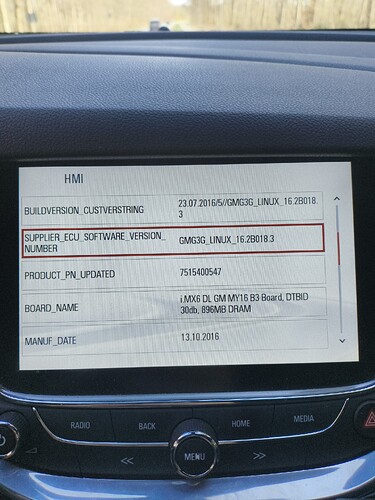 HMI
BUILDVERSION_CUSTVERSTRING
23.07.2016/5//GMG3G_LINUX_16.2B018.
3
SUPPLIER_ECU_SOFTWARE_VERSION_
NUMBER
GMG3G_LINUX_16.2B018.3
PRODUCT_PN_UPDATED
7515400547
BOARD_NAME
i.MX6 DL GM MY16 B3 Board, DTBID
30db, 896MB DRAM
MANUF_DATE
13.10.2016
RADIO
BACK
HOME
MEDIA
MENU